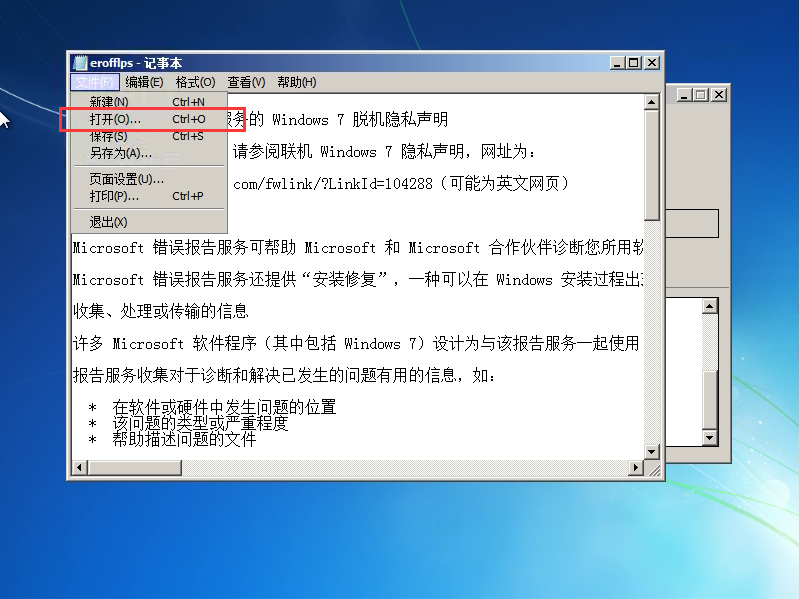 erofflps - 记事本
文件(F) 编辑(E) 格式(O) 查看(V) 帮助(H)
新建(N) Ctrl+N
打开(O)... Ctrl+O
保存(S) Ctrl+S
另存为(A)...
页面设置(U)...
打印(P)... Ctrl+P
退出(X)
务的 Windows 7 脱机隐私声明
请参阅联机 Windows 7 隐私声明，网址为：
com/fwlink/?LinkId=104288（可能为英文网页）
Microsoft 错误报告服务可帮助 Microsoft 和 Microsoft 合作伙伴诊断您所用软
Microsoft 错误报告服务还提供“安装修复”，一种可以在 Windows 安装过程出
收集、处理或传输的信息
许多 Microsoft 软件程序（其中包括 Windows 7）设计为与该报告服务一起使用
报告服务收集对于诊断和解决已发生的问题有用的信息，如：
* 在软件或硬件中发生问题的位置
* 该问题的类型或严重程度
* 帮助描述问题的文件